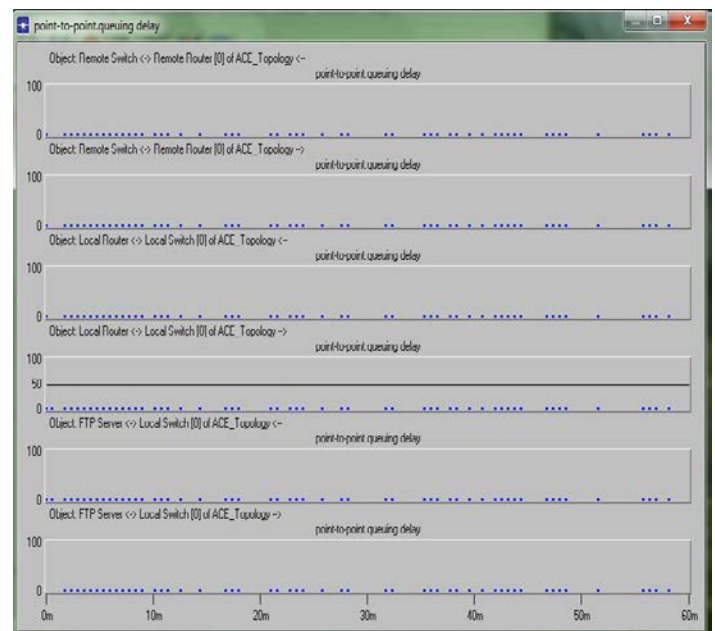 point-to-point.queuing delay
Object: Remote Switch <-> Remote Router [0] of ACE_Topology <--
point-to-point.queuing delay
100
0
Object: Remote Switch <-> Remote Router [0] of ACE_Topology -->
point-to-point.queuing delay
100
0
Object: Local Router <-> Local Switch [0] of ACE_Topology <--
point-to-point.queuing delay
100
0
Object: Local Router <-> Local Switch [0] of ACE_Topology -->
point-to-point.queuing delay
100
50
0
Object: FTP Server <-> Local Switch [0] of ACE_Topology <--
point-to-point.queuing delay
100
0
Object: FTP Server <-> Local Switch [0] of ACE_Topology -->
point-to-point.queuing delay
100
0
0m 10m 20m 30m 40m 50m 60m